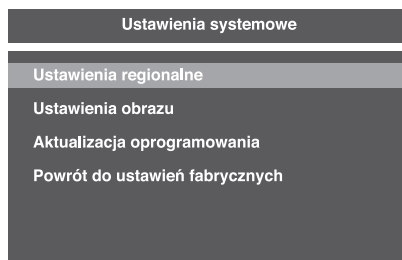 Ustawienia systemowe
Ustawienia regionalne
Ustawienia obrazu
Aktualizacja oprogramowania
Powrót do ustawień fabrycznych